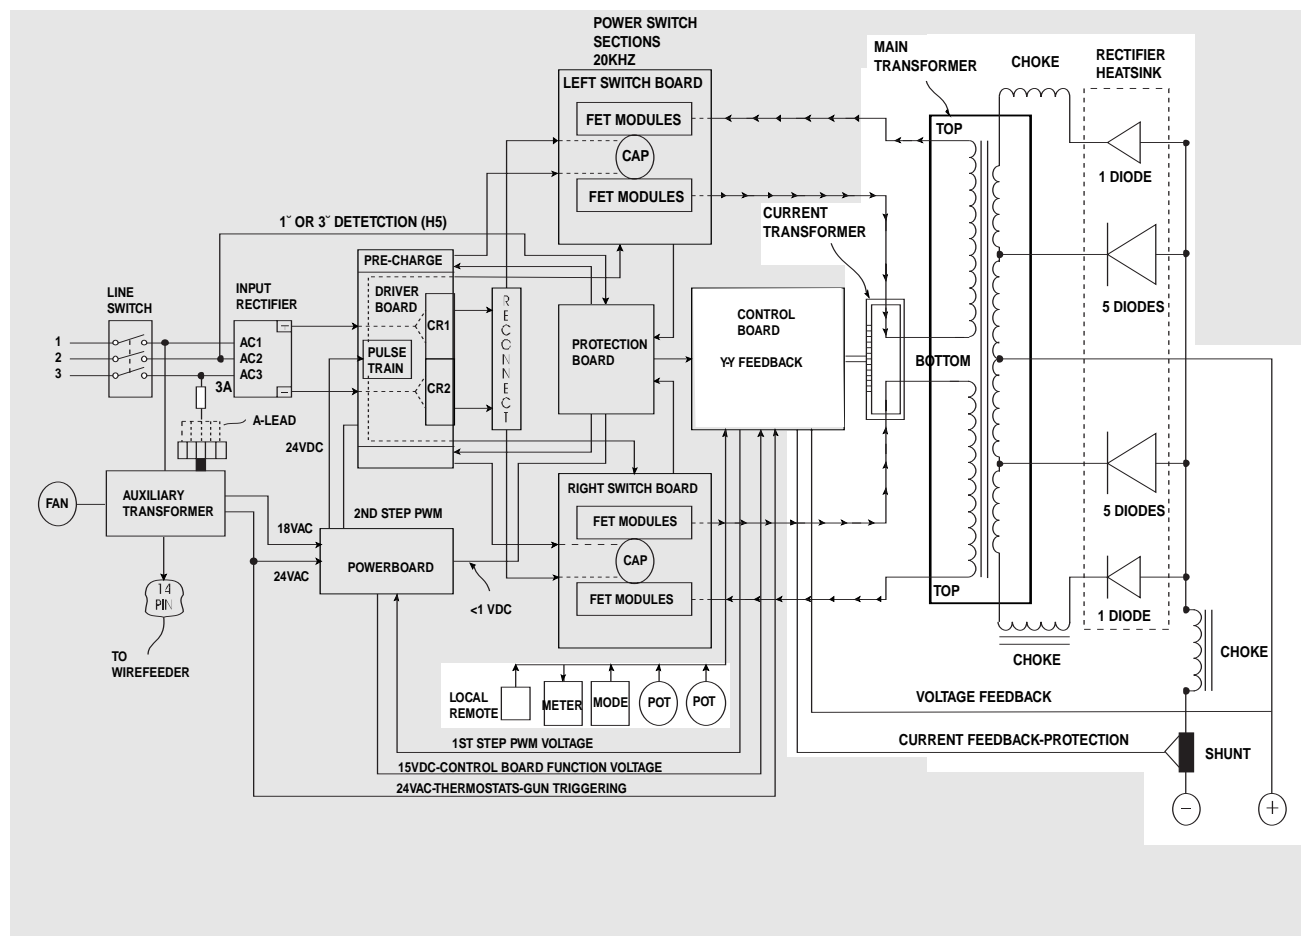 POWER SWITCH
SECTIONS
20KHZ
LEFT SWITCH BOARD
FET MODULES
CAP
FET MODULES
MAIN
TRANSFORMER
CHOKE
RECTIFIER
HEATSINK
TOP
1 DIODE
CURRENT
TRANSFORMER
1˘ OR 3˘ DETETCTION (H5)
PRE-CHARGE
DRIVER
BOARD
LINE
SWITCH
INPUT
RECTIFIER
1
2
3
AC1
AC2
AC3
3A
A-LEAD
PULSE
TRAIN
CR1
CR2
RECONNECT
PROTECTION
BOARD
CONTROL
BOARD
Y-Y FEEDBACK
BOTTOM
5 DIODES
24VDC
FAN
AUXILIARY
TRANSFORMER
18VAC
24VAC
2ND STEP PWM
POWERBOARD
<1 VDC
RIGHT SWITCH BOARD
FET MODULES
CAP
FET MODULES
5 DIODES
TOP
1 DIODE
14
PIN
TO
WIREFEEDER
CHOKE
CHOKE
LOCAL
REMOTE
METER
MODE
POT
POT
VOLTAGE FEEDBACK
1ST STEP PWM VOLTAGE
CURRENT FEEDBACK-PROTECTION
SHUNT
15VDC-CONTROL BOARD FUNCTION VOLTAGE
24VAC-THERMOSTATS-GUN TRIGGERING
−
+